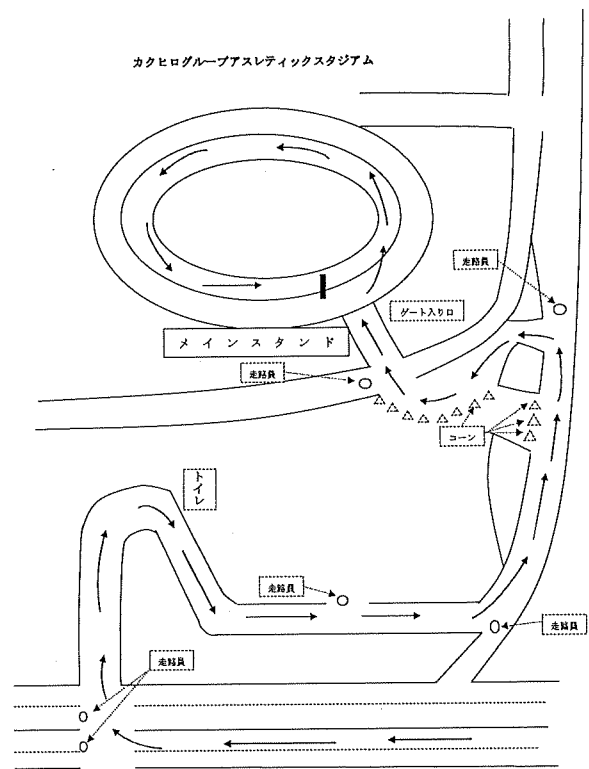 カクヒログループアスレティックスタジアム
走路員
ゲート入り口
メインスタンド
走路員
コーン
トイレ
走路員
走路員
走路員